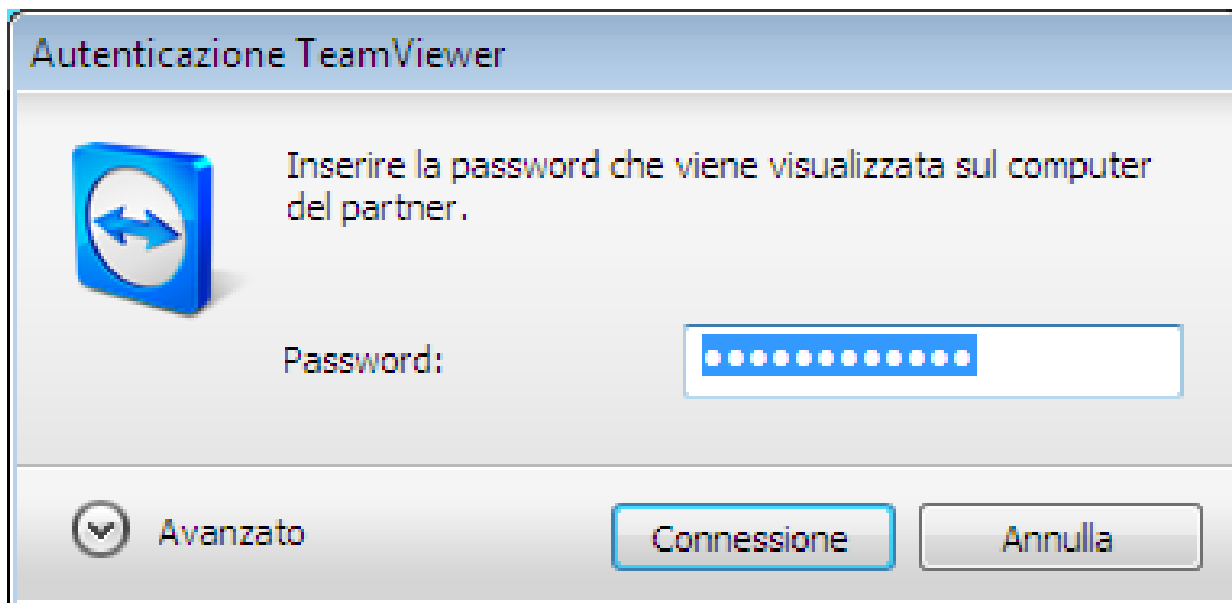 Autenticazione TeamViewer
Inserire la password che viene visualizzata sul computer
del partner.
Password: ●●●●●●●●●●●●
Avanzato Connessione Annulla